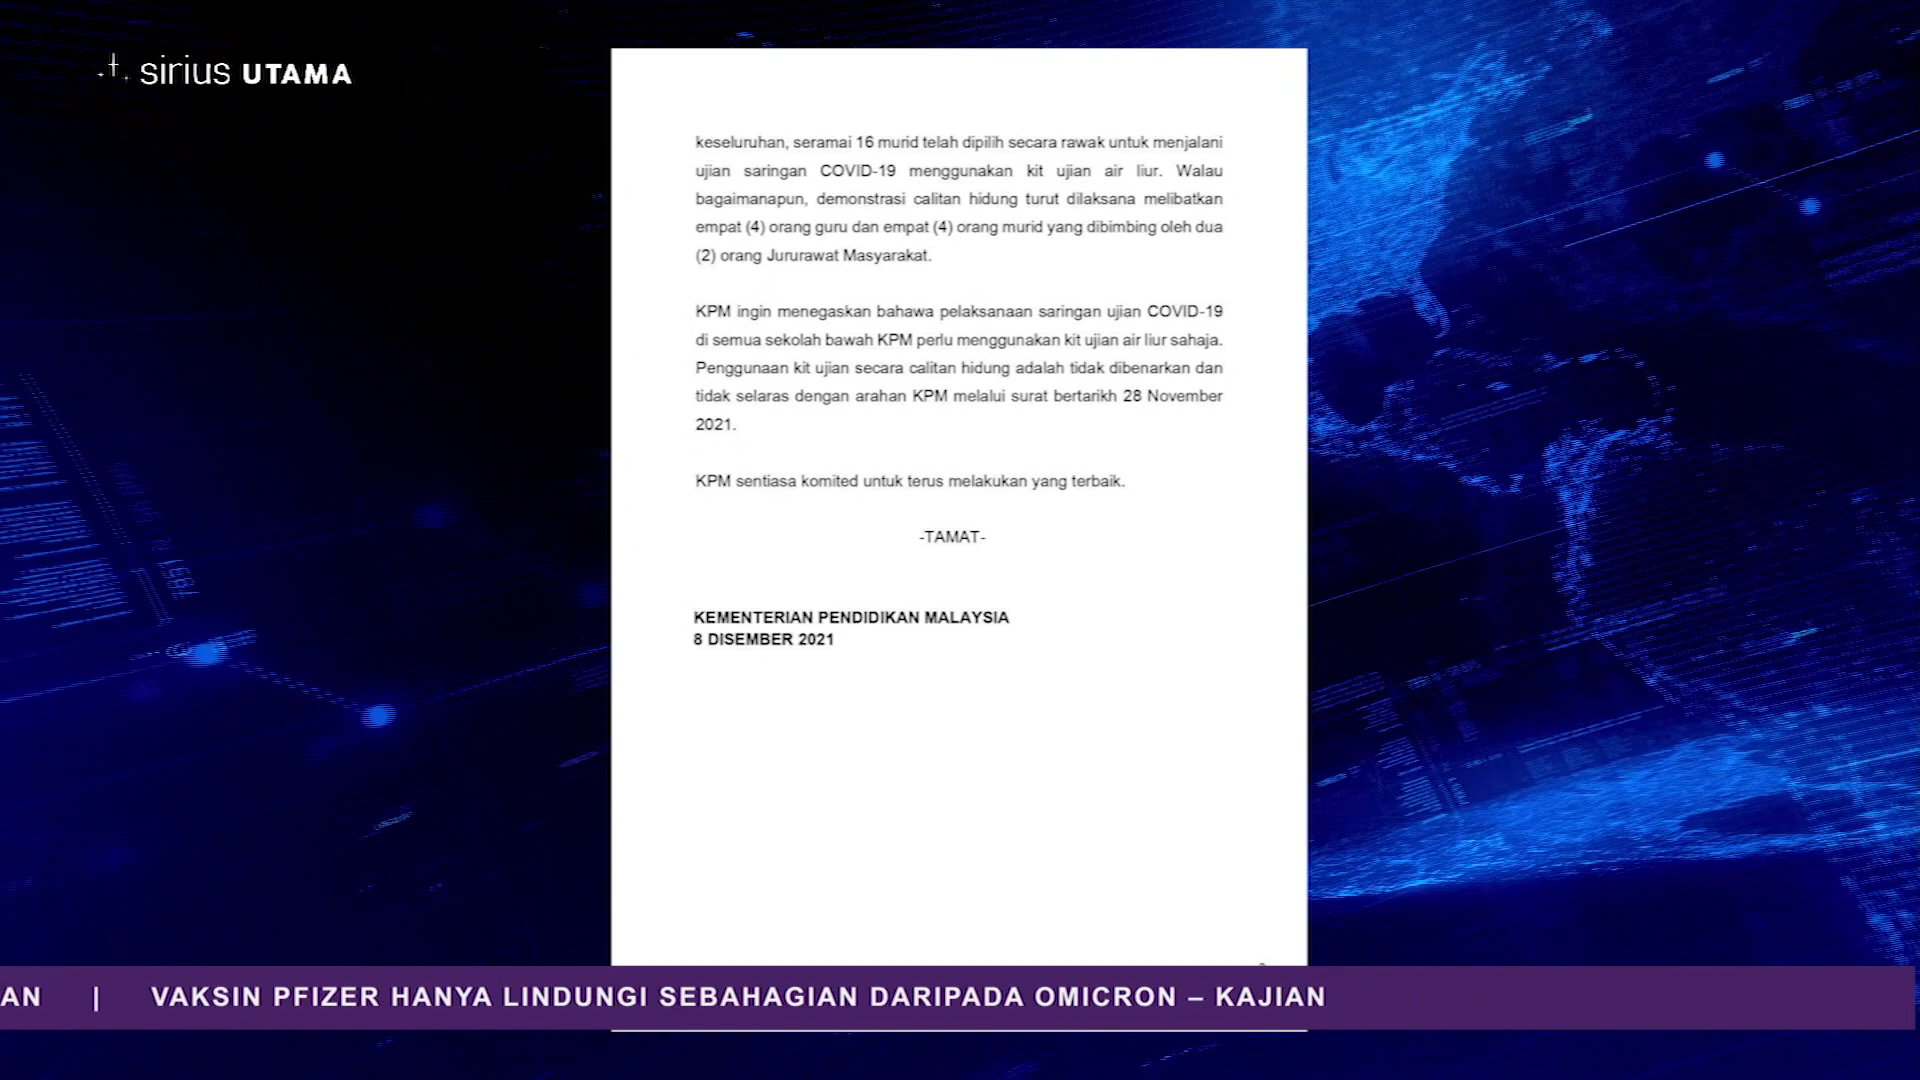 sirius UTAMA
keseluruhan, seramai 16 murid telah dipilih secara rawak untuk menjalani
ujian saringan COVID-19 menggunakan kit ujian air liur. Walau
bagaimanapun, demonstrasi calitan hidung turut dilaksana melibatkan
empat (4) orang guru dan empat (4) orang murid yang dibimbing oleh dua
(2) orang Jururawat Masyarakat.
KPM ingin menegaskan bahawa pelaksanaan saringan ujian COVID-19
di semua sekolah bawah KPM perlu menggunakan kit ujian air liur sahaja.
Penggunaan kit ujian secara calitan hidung adalah tidak dibenarkan dan
tidak selaras dengan arahan KPM melalui surat bertarikh 28 November
2021.
KPM sentiasa komited untuk terus melakukan yang terbaik.
-TAMAT-
KEMENTERIAN PENDIDIKAN MALAYSIA
8 DISEMBER 2021
AN | VAKSIN PFIZER HANYA LINDUNGI SEBAHAGIAN DARIPADA OMICRON – KAJIAN